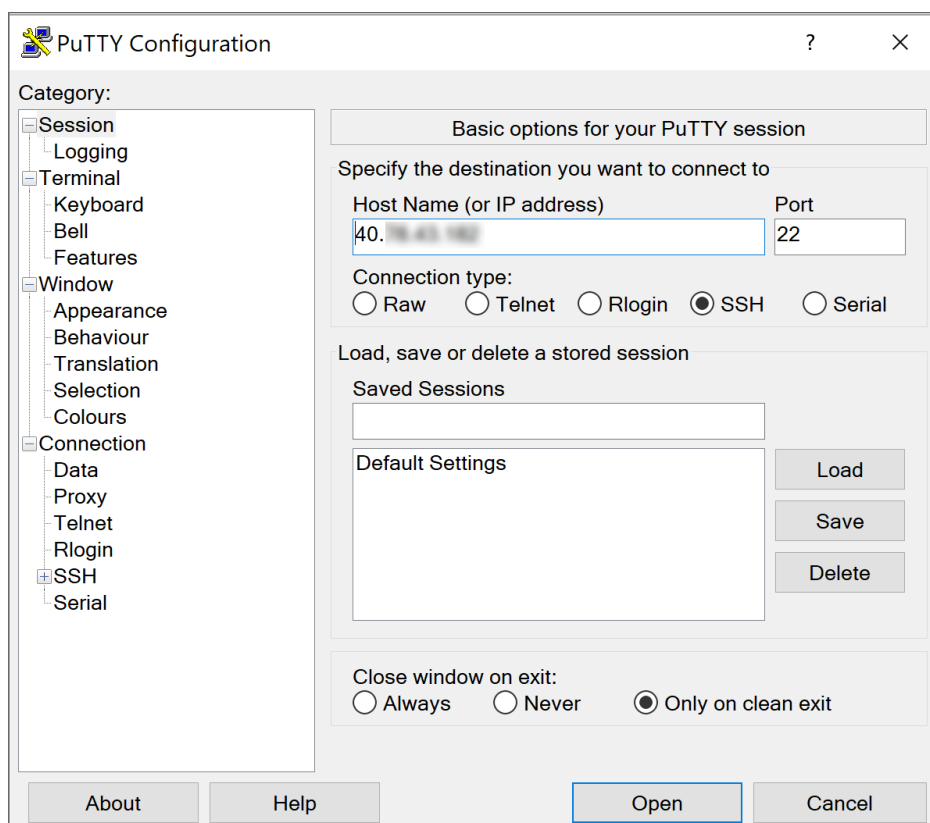 PuTTY Configuration
?
Category:
Session
Logging
Terminal
Keyboard
Bell
Features
Window
Appearance
Behaviour
Translation
Selection
Colours
Connection
Data
Proxy
Telnet
Rlogin
SSH
Serial
Basic options for your PuTTY session
Specify the destination you want to connect to
Host Name (or IP address) Port
40. 22
Connection type:
Raw Telnet Rlogin SSH Serial
Load, save or delete a stored session
Saved Sessions
Default Settings
Load
Save
Delete
Close window on exit:
Always Never Only on clean exit
About Help Open Cancel